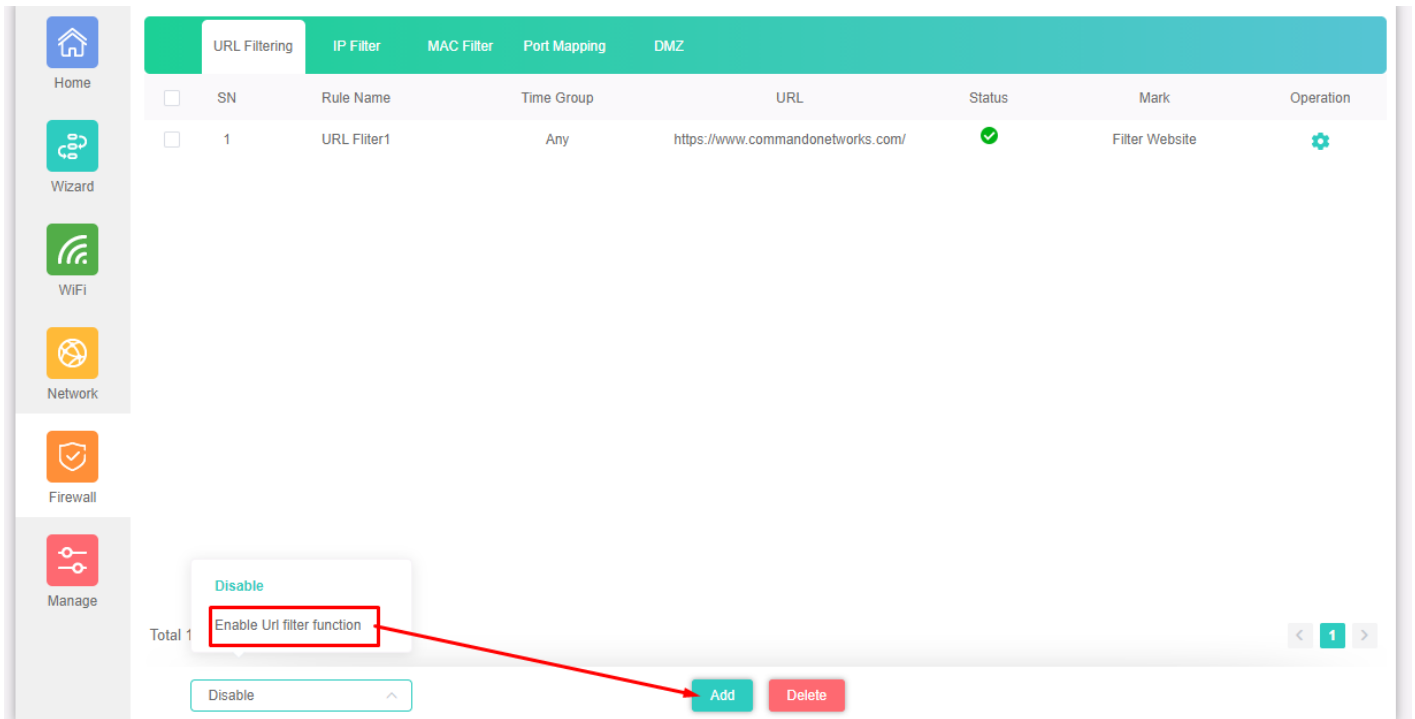 Home
Wizard
WiFi
Network
Firewall
Manage
URL Filtering IP Filter MAC Filter Port Mapping DMZ
SN Rule Name Time Group URL Status Mark Operation
1 URL Fliter1 Any https://www.commandonetworks.com/ Filter Website
Disable
Enable Url filter function
Total 1
< 1 >
Disable Add Delete